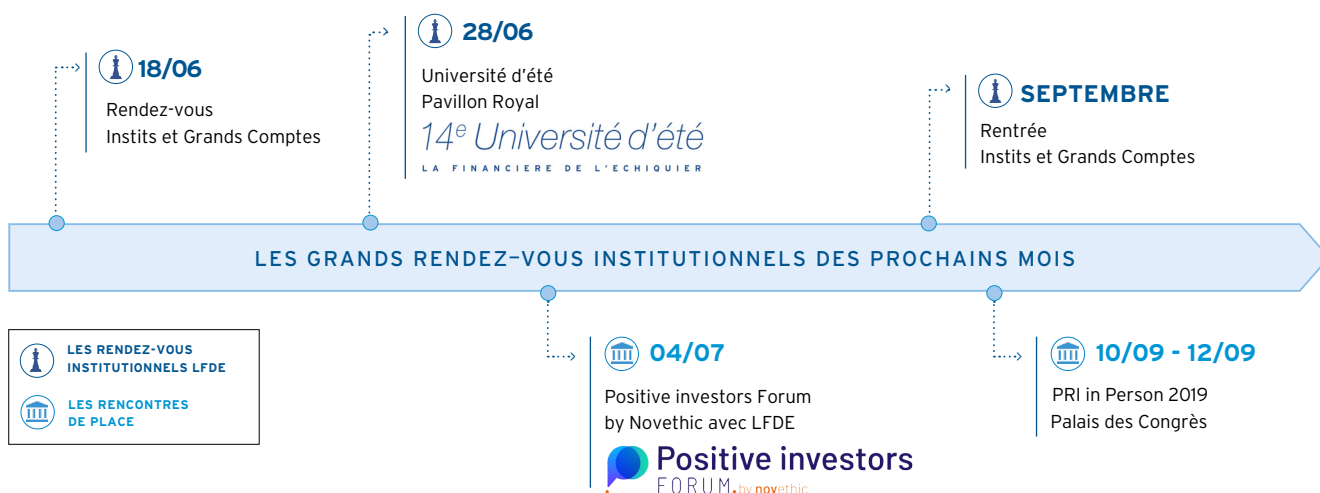 18/06
Rendez-vous
Instits et Grands Comptes
28/06
Université d'été
Pavillon Royal
14e Université d'été
LA FINANCIERE DE L'ECHIQUIER
SEPTEMBRE
Rentrée
Instits et Grands Comptes
LES GRANDS RENDEZ-VOUS INSTITUTIONNELS DES PROCHAINS MOIS
LES RENDEZ-VOUS
INSTITUTIONNELS LFDE
LES RENCONTRES
DE PLACE
04/07
Positive investors Forum
by Novethic avec LFDE
Positive investors
FORUM. by novethic
10/09 - 12/09
PRI in Person 2019
Palais des Congrès